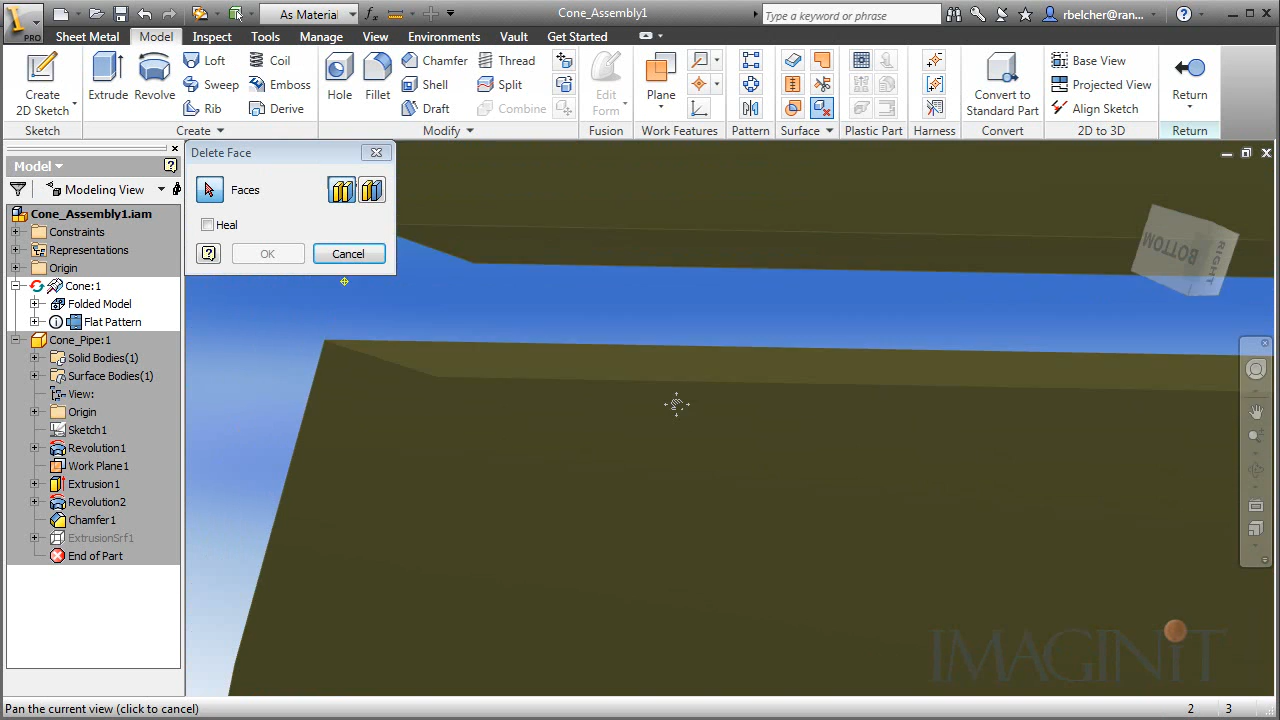 As Material
Cone_Assembly1
Type a keyword or phrase
rbelcher@ran...
PRO
Sheet Metal
Model
Inspect
Tools
Manage
View
Environments
Vault
Get Started
Create
2D Sketch
Extrude
Revolve
Loft
Sweep
Rib
Coil
Emboss
Derive
Hole
Fillet
Chamfer
Shell
Draft
Thread
Split
Combine
Edit
Form
Plane
Convert to
Standard Part
Base View
Projected View
Align Sketch
Return
Sketch
Create
Modify
Fusion
Work Features
Pattern
Surface
Plastic Part
Harness
Convert
2D to 3D
Return
Model
Modeling View
Cone_Assembly1.iam
Constraints
Representations
Origin
Cone:1
Folded Model
Flat Pattern
Cone_Pipe:1
Solid Bodies(1)
Surface Bodies(1)
View:
Origin
Sketch1
Revolution1
Work Plane1
Extrusion1
Revolution2
Chamfer1
ExtrusionSrf1
End of Part
Delete Face
Faces
Heal
OK
Cancel
BOTTOM
RIGHT
IMAGINiT
Pan the current view (click to cancel)
2
3